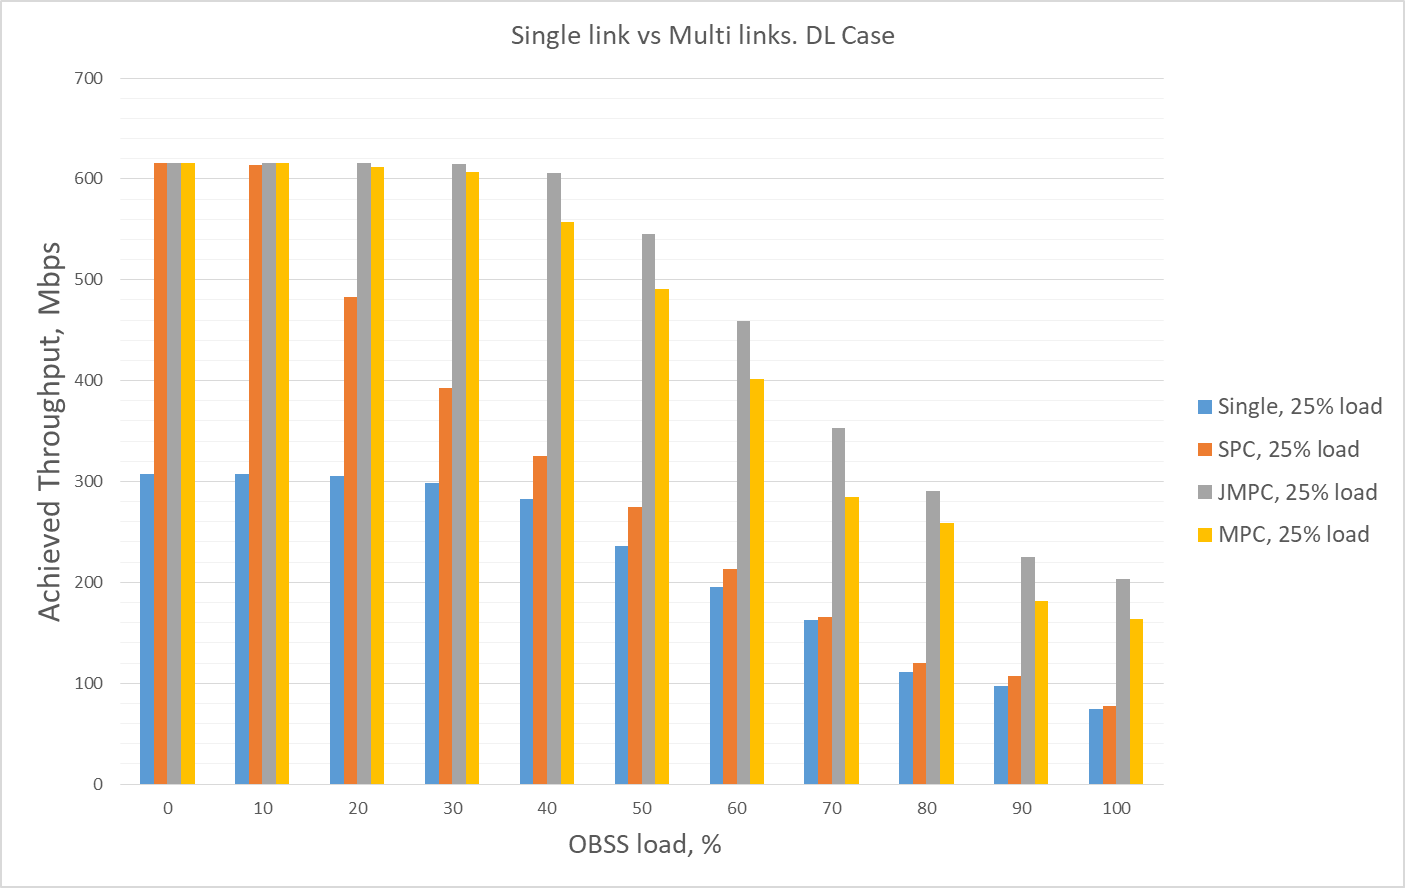 Single link vs Multi links. DL Case
Achieved Throughput, Mbps
700
600
500
400
300
200
100
0
0 10 20 30 40 50 60 70 80 90 100
OBSS load, %
Single, 25% load
SPC, 25% load
JMPC, 25% load
MPC, 25% load